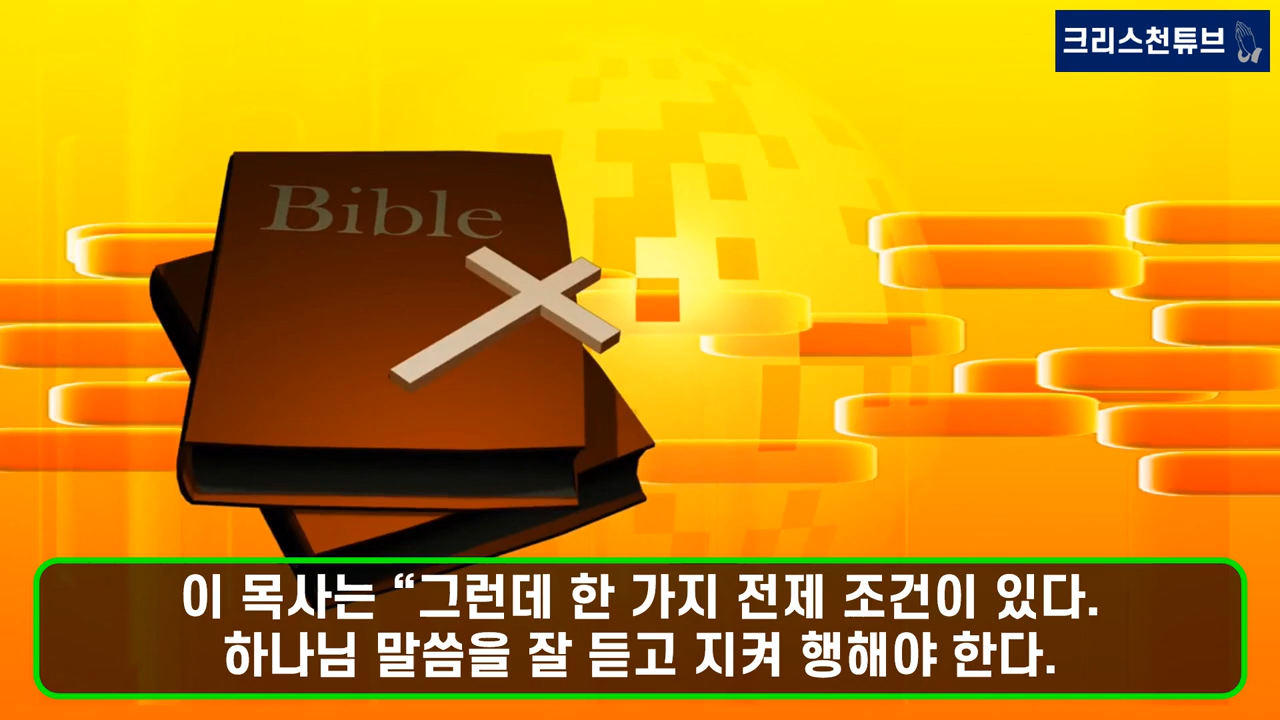 크리스천튜브
Bible
이 목사는 “그런데 한 가지 전제 조건이 있다.
하나님 말씀을 잘 듣고 지켜 행해야 한다.